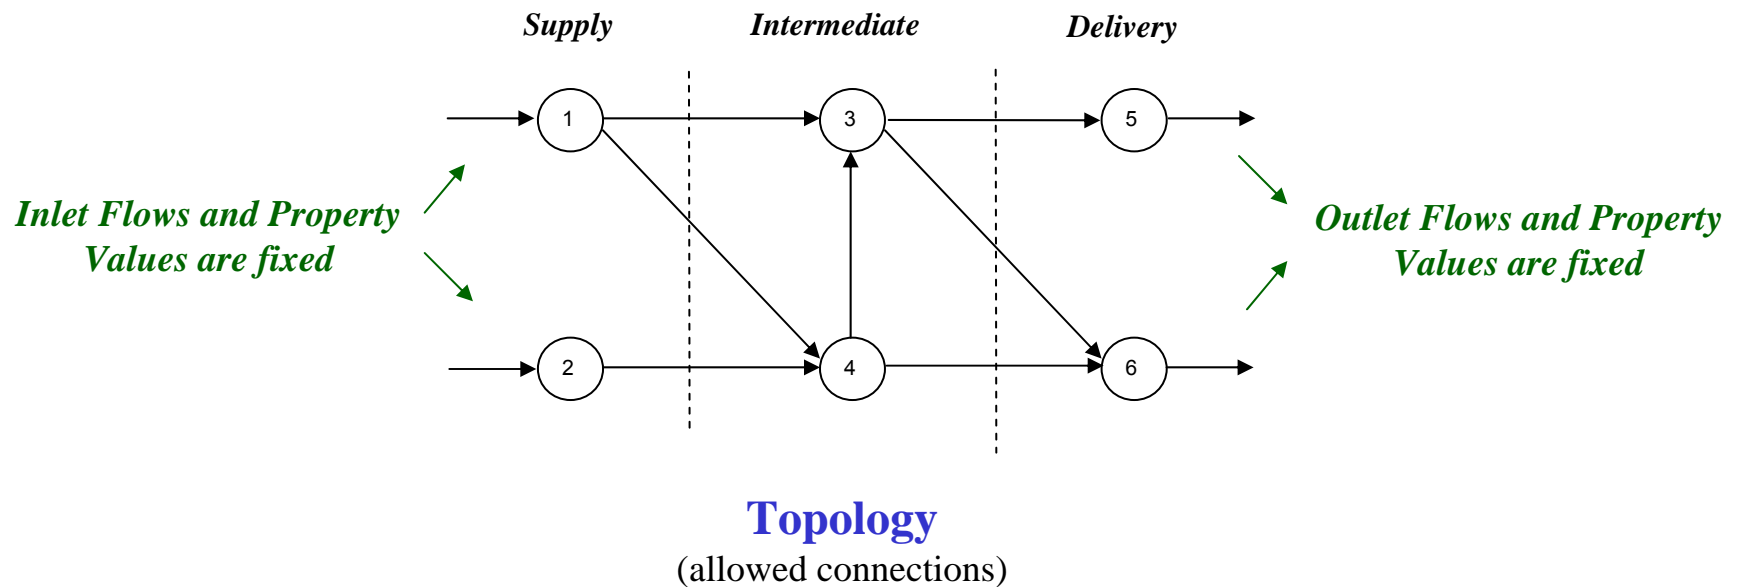 Supply Intermediate Delivery
1 3 5
Inlet Flows and Property
Values are fixed
Outlet Flows and Property
Values are fixed
2 4 6
Topology
(allowed connections)